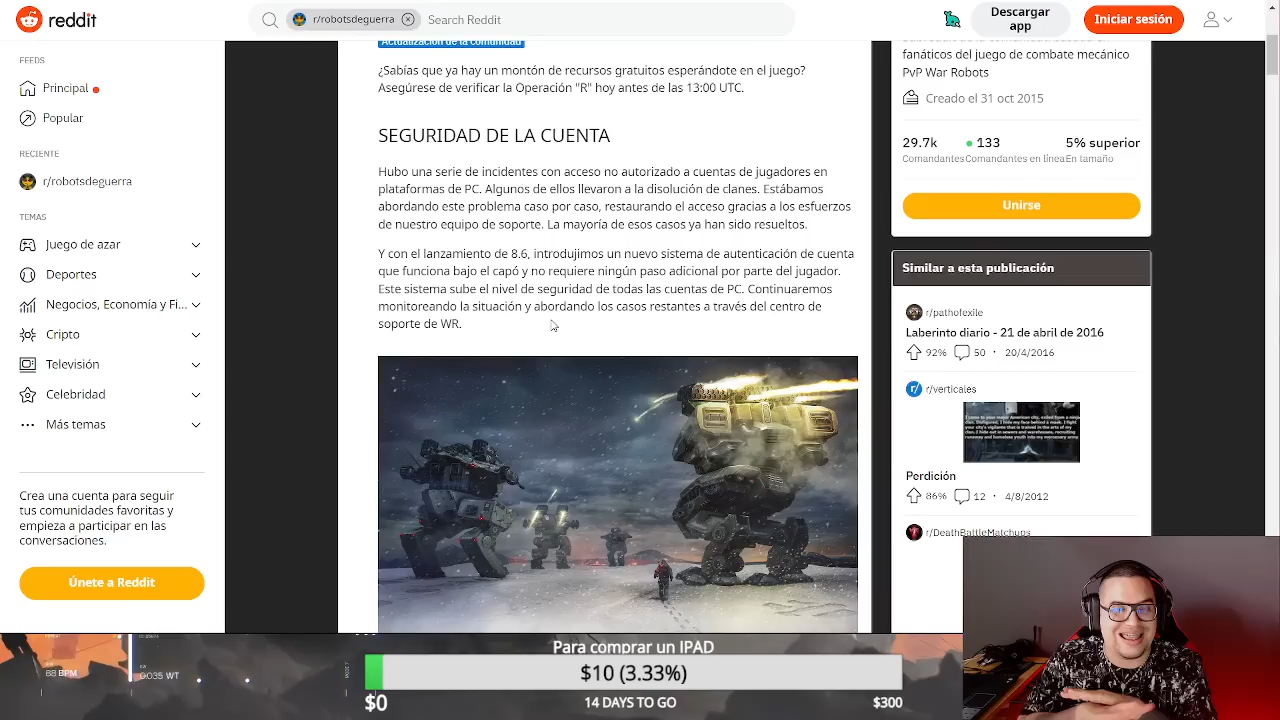 reddit
r/robotsdeguerra
Search Reddit
Descargar
app
Iniciar sesión
FEEDS
Principal
Popular
RECIENTE
r/robotsdeguerra
TEMAS
Juego de azar
Deportes
Negocios, Economía y Fi...
Cripto
Televisión
Celebridad
Más temas
Crea una cuenta para seguir
tus comunidades favoritas y
empieza a participar en las
conversaciones.
Únete a Reddit
Actualización de la comunidad
¿Sabías que ya hay un montón de recursos gratuitos esperándote en el juego?
Asegúrese de verificar la Operación "R" hoy antes de las 13:00 UTC.
SEGURIDAD DE LA CUENTA
Hubo una serie de incidentes con acceso no autorizado a cuentas de jugadores en
plataformas de PC. Algunos de ellos llevaron a la disolución de clanes. Estábamos
abordando este problema caso por caso, restaurando el acceso gracias a los esfuerzos
de nuestro equipo de soporte. La mayoría de esos casos ya han sido resueltos.
Y con el lanzamiento de 8.6, introdujimos un nuevo sistema de autenticación de cuenta
que funciona bajo el capó y no requiere ningún paso adicional por parte del jugador.
Este sistema sube el nivel de seguridad de todas las cuentas de PC. Continuaremos
monitoreando la situación y abordando los casos restantes a través del centro de
soporte de WR.
fanáticos del juego de combate mecánico
PvP War Robots
Creado el 31 oct 2015
29.7k 133 5% superior
Comandantes Comandantes en línea En tamaño
Unirse
Similar a esta publicación
r/pathofexile
Laberinto diario - 21 de abril de 2016
92% 50 · 20/4/2016
r/verticales
Perdición
86% 12 · 4/8/2012
r/DeathBattleMatchups
88 BPM
0.035 WT
Para comprar un IPAD
$10 (3.33%)
$0
14 DAYS TO GO
$300